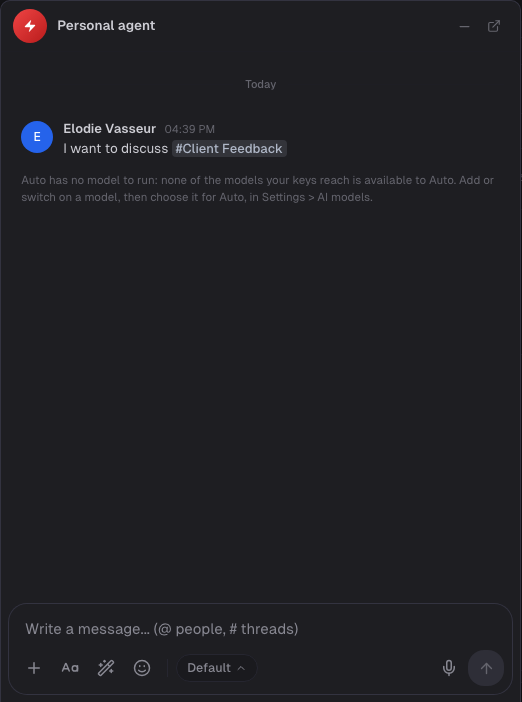 Personal agent
Today
E
Elodie Vasseur 04:39 PM
I want to discuss #Client Feedback
Auto has no model to run: none of the models your keys reach is available to Auto. Add or
switch on a model, then choose it for Auto, in Settings > AI models.
Write a message... (@ people, # threads)
Aa
Default